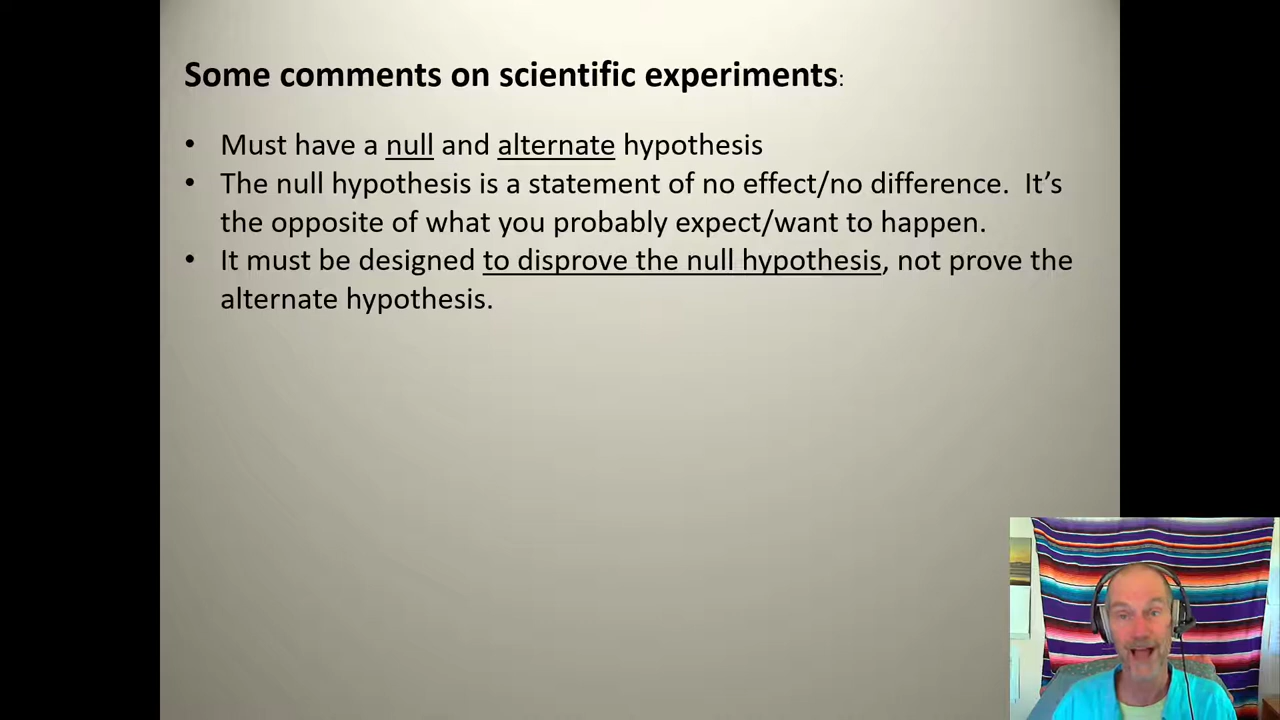 Some comments on scientific experiments:
• Must have a null and alternate hypothesis
• The null hypothesis is a statement of no effect/no difference.  It’s
the opposite of what you probably expect/want to happen.
• It must be designed to disprove the null hypothesis, not prove the
alternate hypothesis.